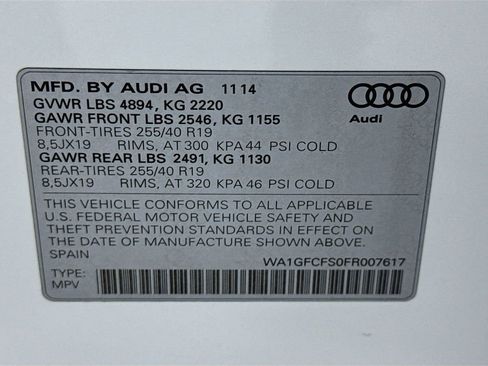 MFD. BY AUDI AG 11 14
GVWR LBS 4894, KG 2220
GAWR FRONT LBS 2546, KG 1155
FRONT-TIRES 255/40 R19
8,5JX19 RIMS, AT 300 KPA 44 PSI COLD
GAWR REAR LBS 2491, KG 1130
REAR-TIRES 255/40 R19
8,5JX19 RIMS, AT 320 KPA 46 PSI COLD
Audi
THIS VEHICLE CONFORMS TO ALL APPLICABLE
U.S. FEDERAL MOTOR VEHICLE SAFETY AND
THEFT PREVENTION STANDARDS IN EFFECT ON
THE DATE OF MANUFACTURE SHOWN ABOVE.
SPAIN
WA1GFCFS0FR007617
TYPE:
MPV